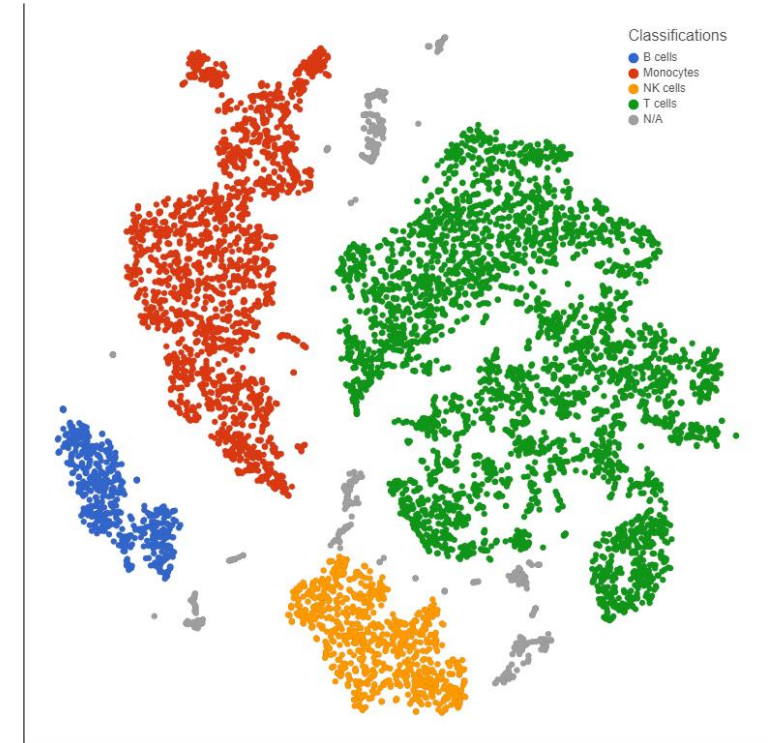 Classifications
B cells
Monocytes
NK cells
T cells
N/A